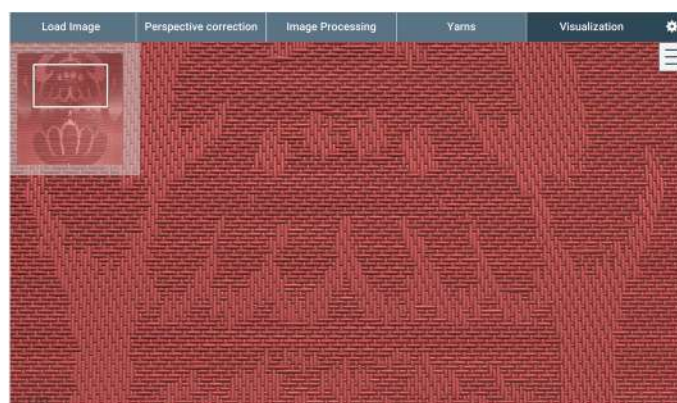 Load Image
Perspective correction
Image Processing
Yarns
Visualization